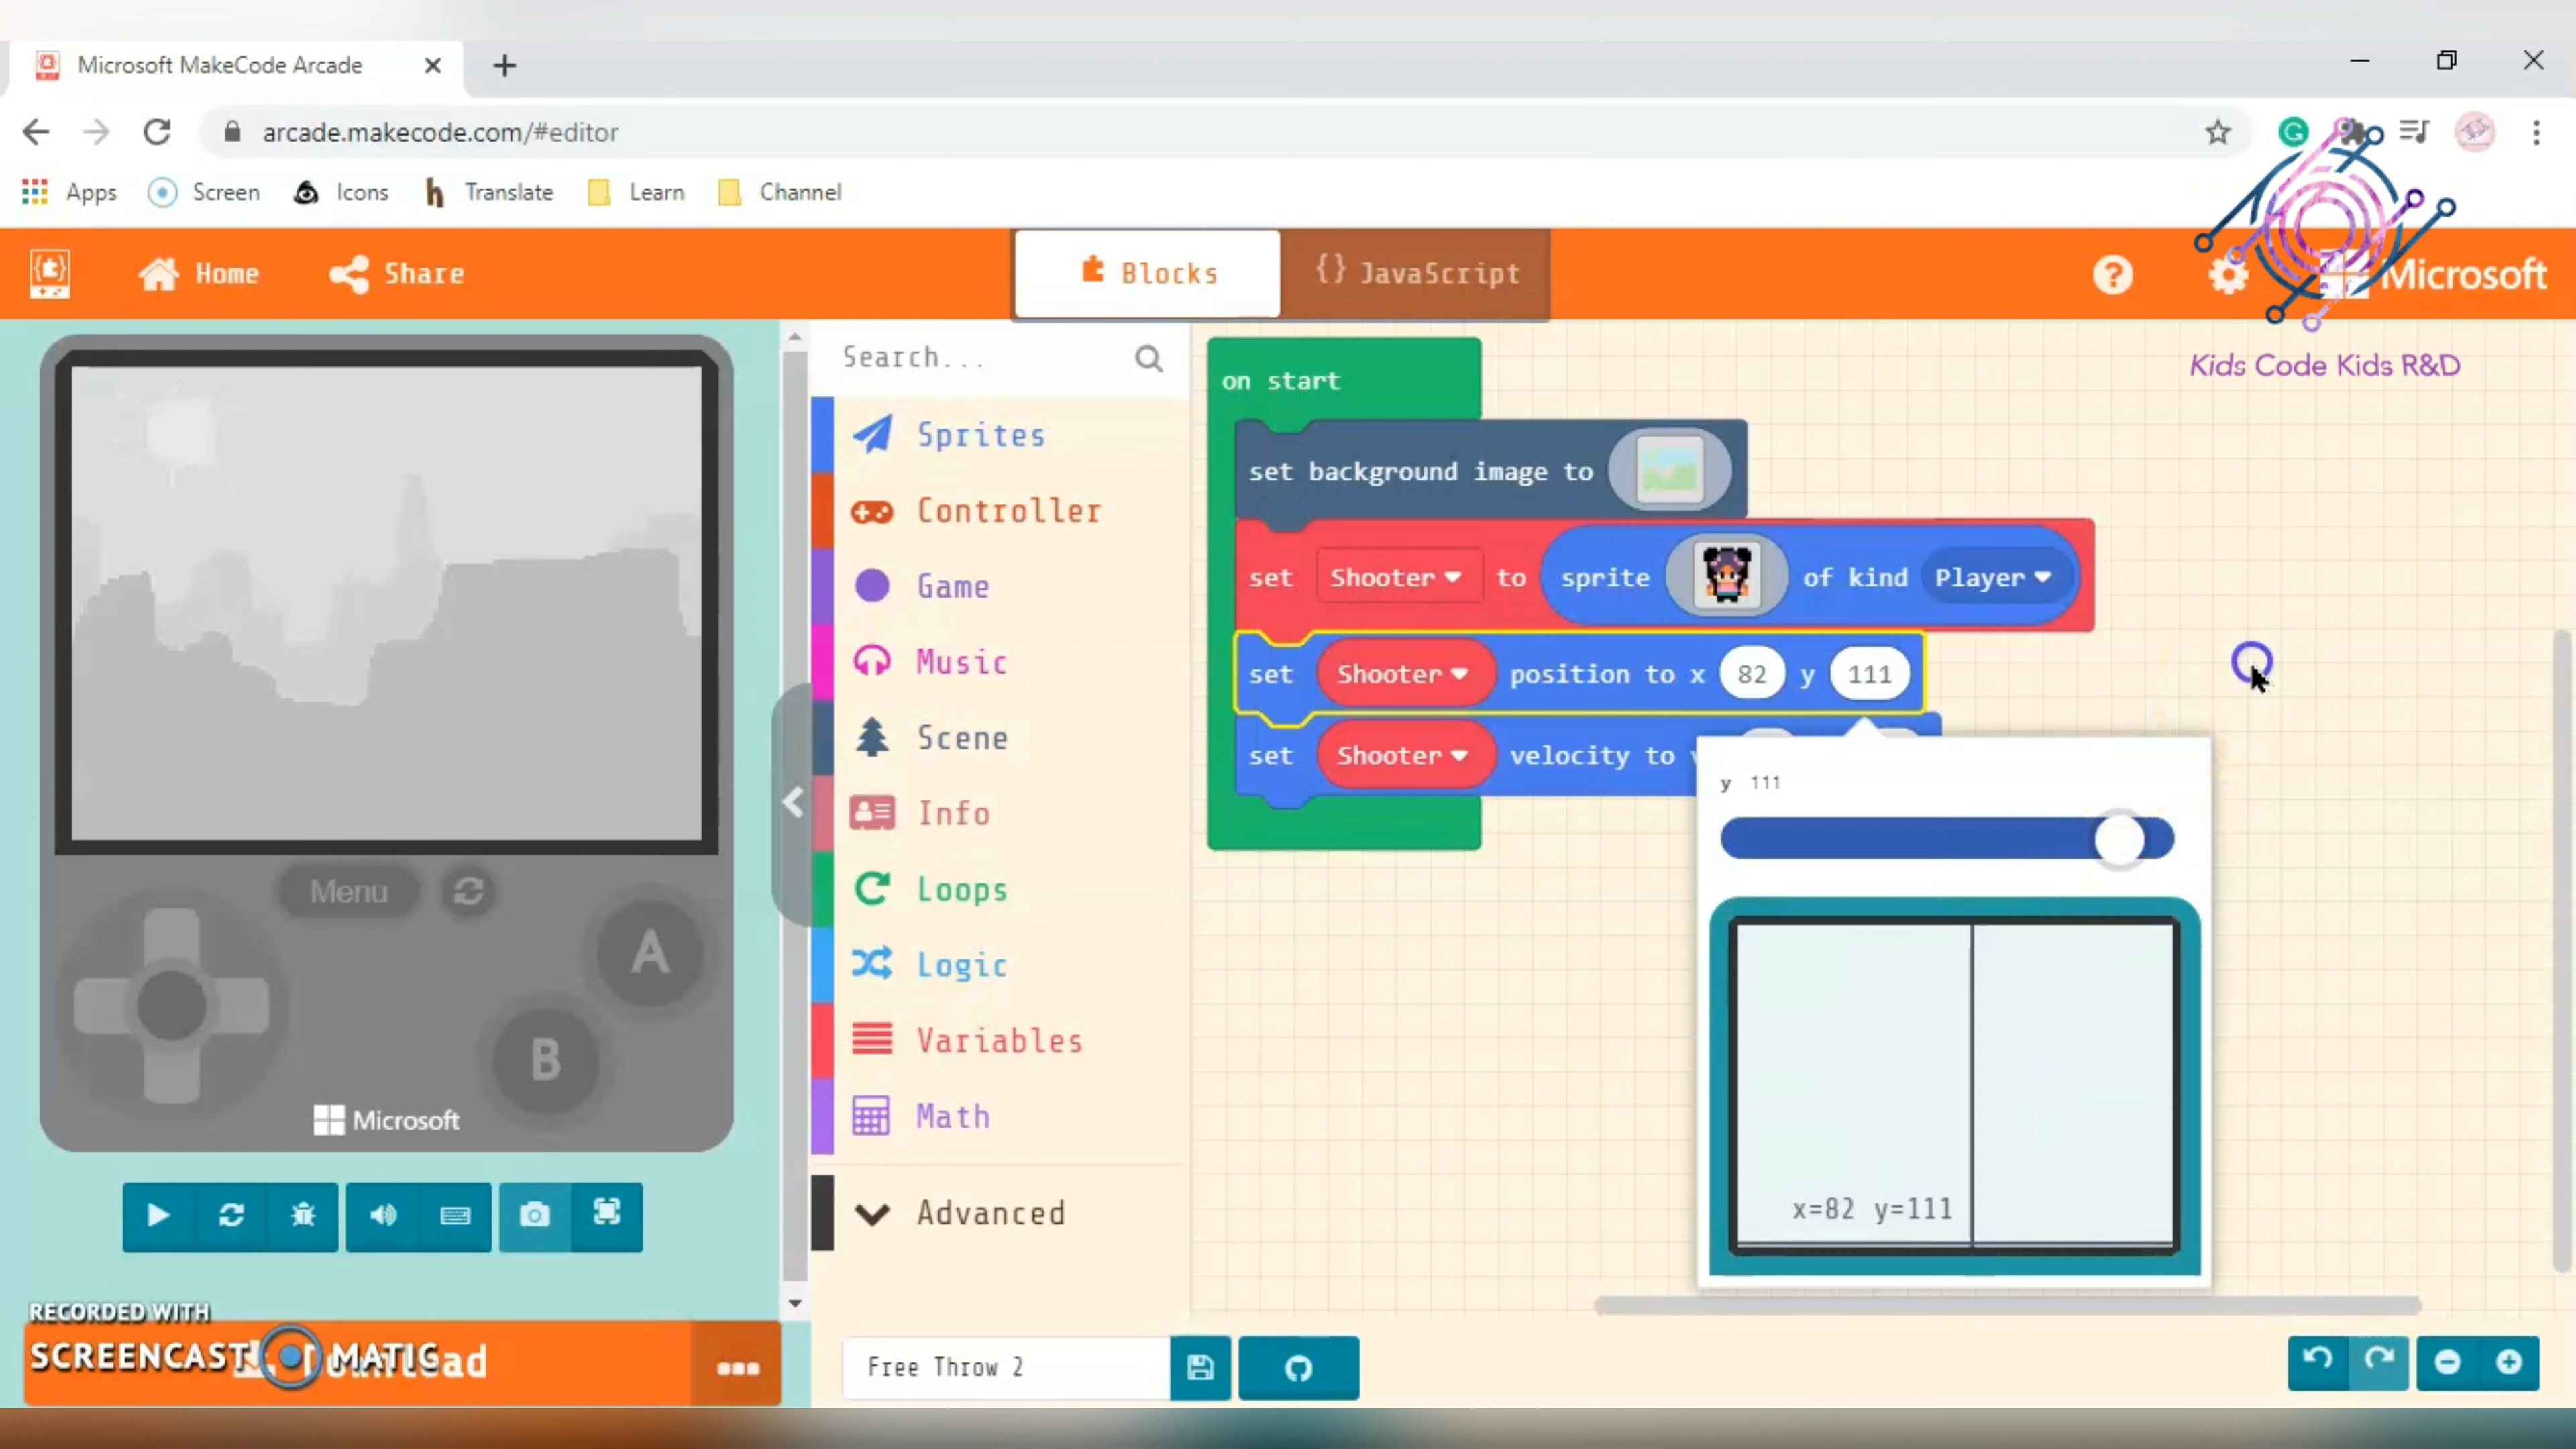 Microsoft MakeCode Arcade
arcade.makecode.com/#editor
Apps Screen Icons Translate Learn Channel
Home Share Blocks {} JavaScript Microsoft
Kids Code Kids R&D
Search...
Sprites
Controller
Game
Music
Scene
Info
Loops
Logic
Variables
Math
Advanced
on start
set background image to
set Shooter to sprite of kind Player
set Shooter position to x 82 y 111
set Shooter velocity to
y 111
x=82 y=111
Menu
A
B
Microsoft
RECORDED WITH
SCREENCAST MATIC
Free Throw 2